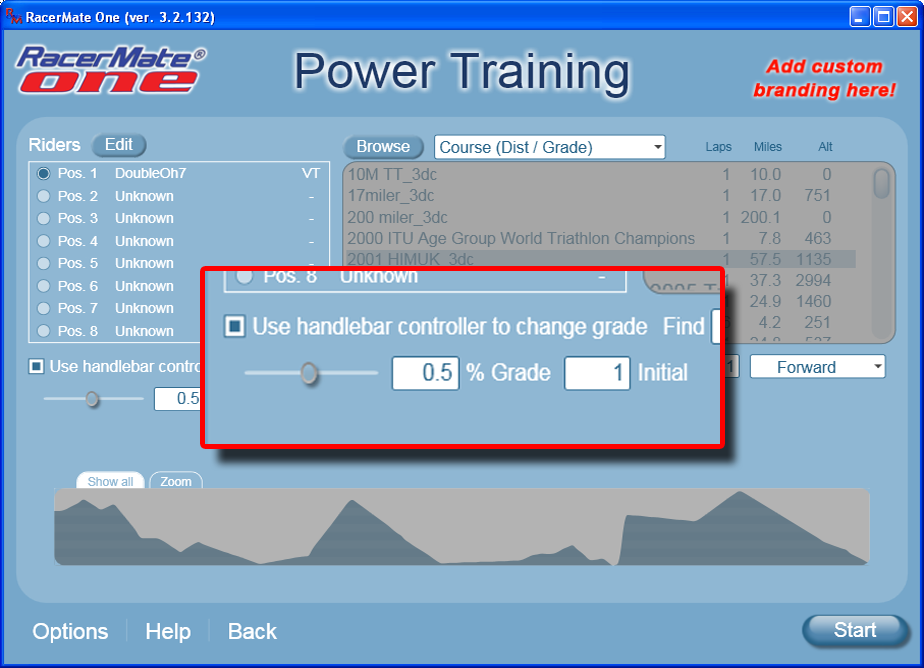 RacerMate One (ver. 3.2.132)
RacerMate®
one
Power Training
Add custom
branding here!
Riders Edit
Browse Course (Dist / Grade) Laps Miles Alt
Pos. 1 DoubleOh7 VT
Pos. 2 Unknown -
Pos. 3 Unknown -
Pos. 4 Unknown -
Pos. 5 Unknown
Pos. 6 Unknown
Pos. 7 Unknown
Pos. 8 Unknown
10M TT_3dc 1 10.0 0
17miler_3dc 1 17.0 751
200 miler_3dc 1 200.1 0
2000 ITU Age Group World Triathlon Champions 1 7.8 463
2001 HIMUK_3dc 1 57.5 1135
37.3 2994
24.9 1460
4.2 251
Use handlebar contro
0.5
Forward
Pos. 8 Unknown -
Use handlebar controller to change grade Find
0.5 % Grade 1 Initial
Show all Zoom
Options Help Back
Start